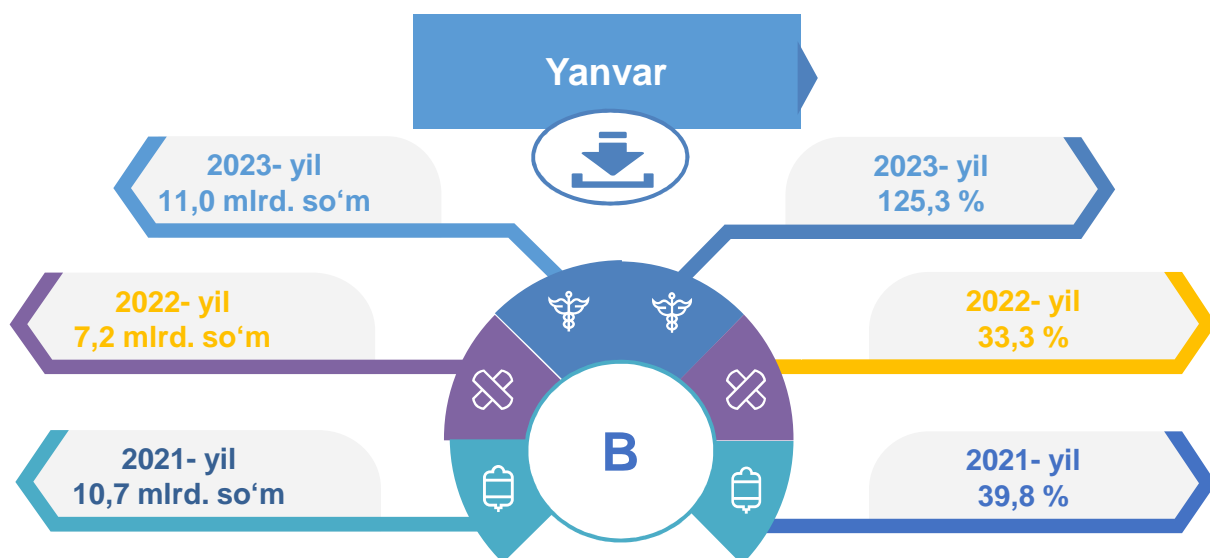 Yanvar
2023- yil
11,0 mlrd. so‘m
2023- yil
125,3 %
2022- yil
7,2 mlrd. so‘m
2022- yil
33,3 %
B
2021- yil
10,7 mlrd. so‘m
2021- yil
39,8 %